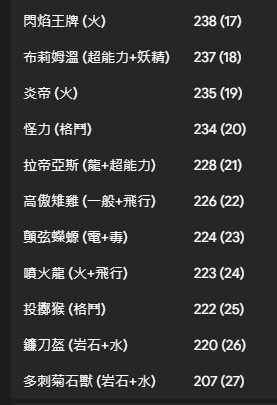 閃焰王牌 (火) 238 (17)
布莉姆溫 (超能力+妖精) 237 (18)
炎帝 (火) 235 (19)
怪力 (格鬥) 234 (20)
拉帝亞斯 (龍+超能力) 228 (21)
高傲雉雞 (一般+飛行) 226 (22)
顫弦蠑螈 (電+毒) 224 (23)
噴火龍 (火+飛行) 223 (24)
投擲猴 (格鬥) 222 (25)
鐮刀盔 (岩石+水) 220 (26)
多刺菊石獸 (岩石+水) 207 (27)